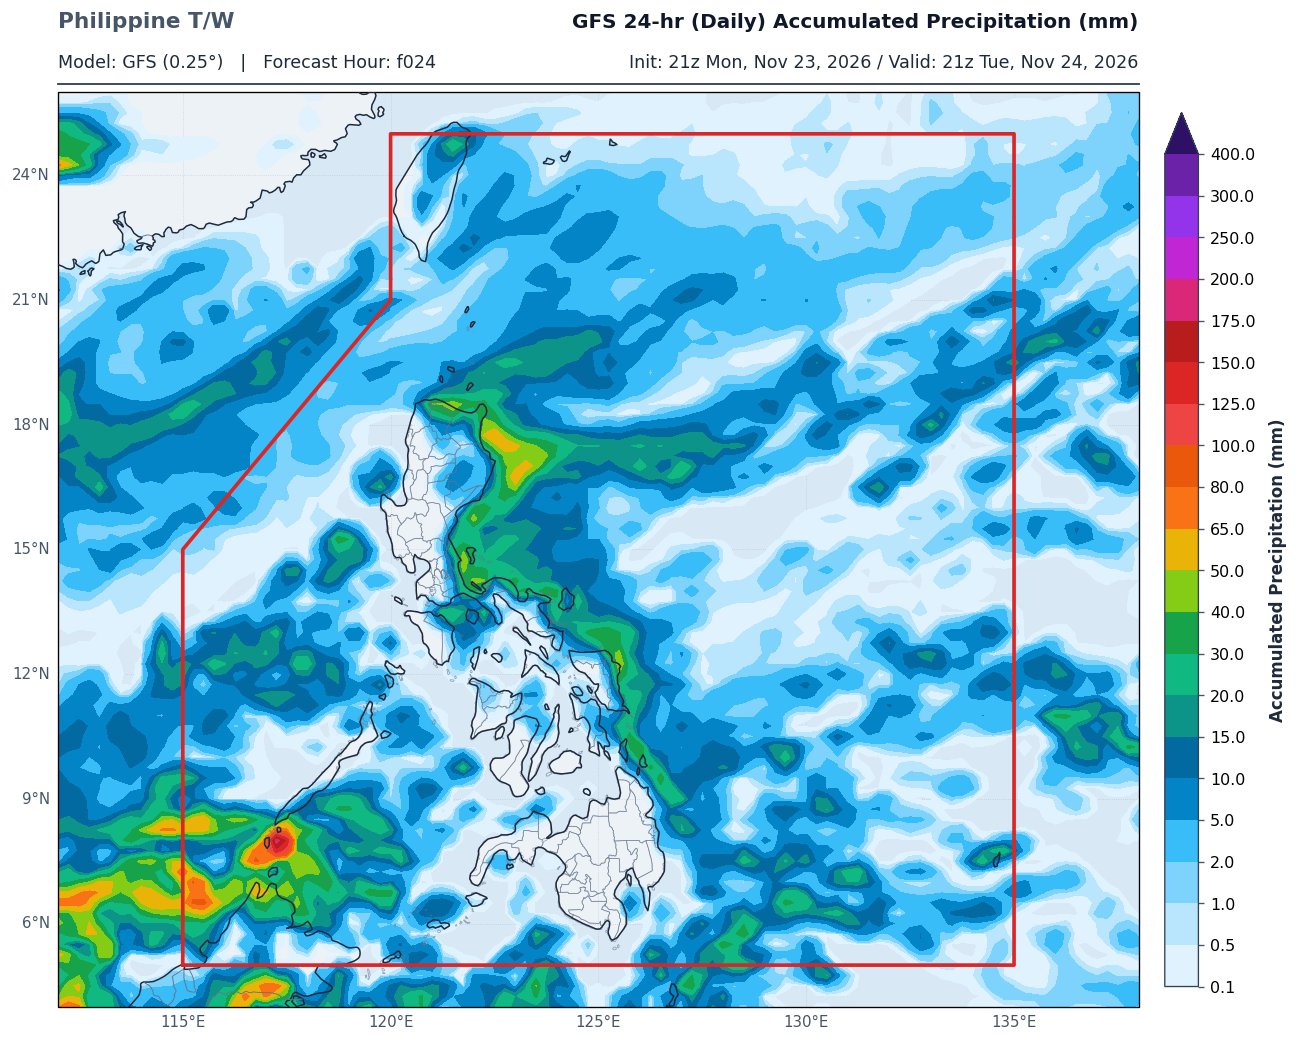 Philippine T/W
GFS 24-hr (Daily) Accumulated Precipitation (mm)
Model: GFS (0.25°)   |   Forecast Hour: f024
Init: 21z Mon, Nov 23, 2026 / Valid: 21z Tue, Nov 24, 2026
24°N
21°N
18°N
15°N
12°N
9°N
6°N
115°E
120°E
125°E
130°E
135°E
400.0
300.0
250.0
200.0
175.0
150.0
125.0
100.0
80.0
65.0
50.0
40.0
30.0
20.0
15.0
10.0
5.0
2.0
1.0
0.5
0.1
Accumulated Precipitation (mm)